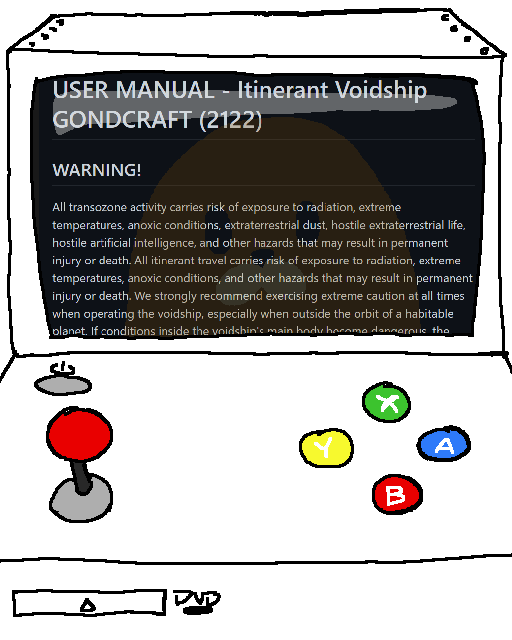 USER MANUAL - Itinerant Voidship
GONDCRAFT (2122)
WARNING!
All transozone activity carries risk of exposure to radiation, extreme
temperatures, anoxic conditions, extraterrestrial dust, hostile extraterrestrial life,
hostile artificial intelligence, and other hazards that may result in permanent
injury or death. All itinerant travel carries risk of exposure to radiation, extreme
temperatures, anoxic conditions, and other hazards that may result in permanent
injury or death. We strongly recommend exercising extreme caution at all times
when operating the voidship, especially when outside the orbit of a habitable
planet. If conditions inside the voidship's main body become dangerous, the
X
Y
A
B
DVD